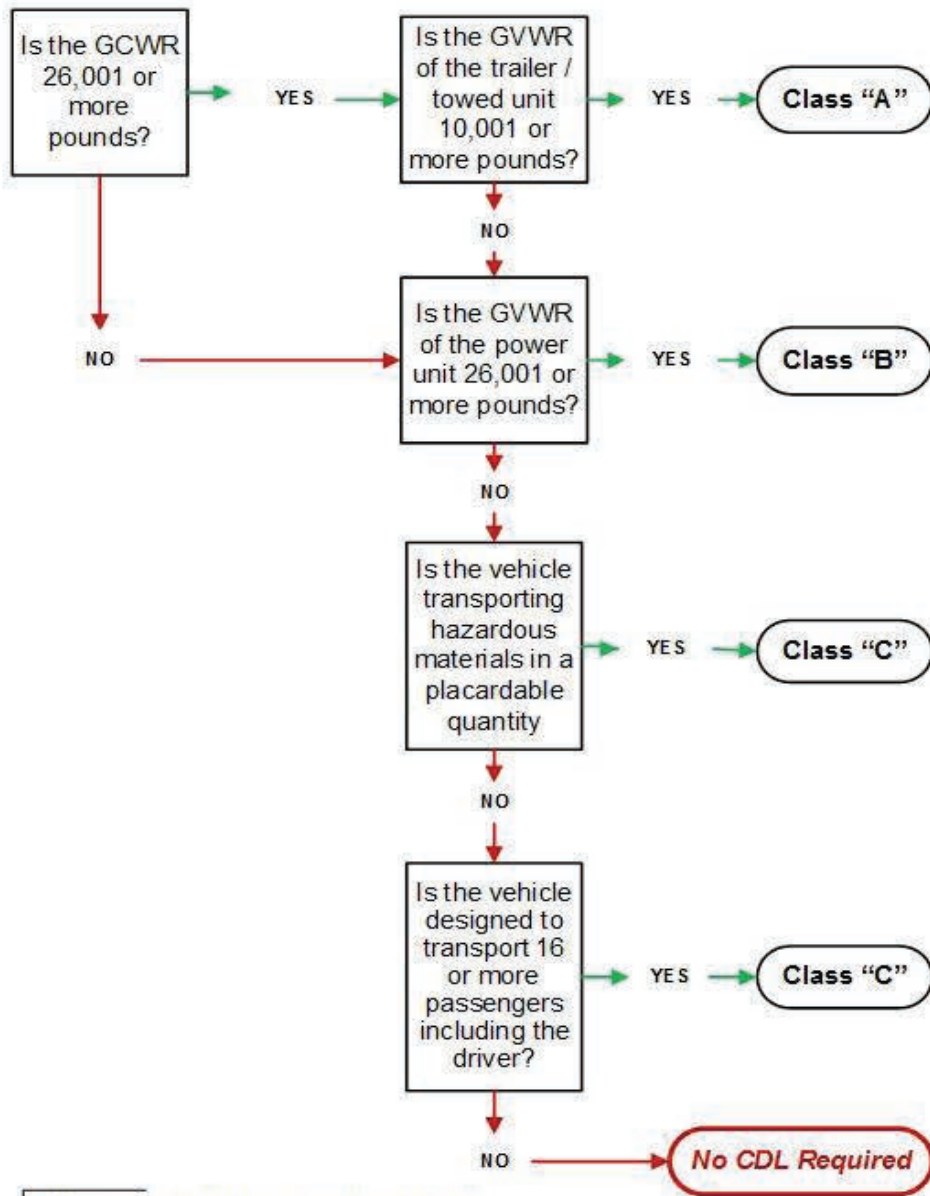 Is the GCWR
26,001 or
more
pounds?
YES
Is the GVWR
of the trailer /
towed unit
10,001 or
more pounds?
YES
Class “A”
NO
NO
Is the GVWR
of the power
unit 26,001 or
more pounds?
YES
Class “B”
NO
Is the vehicle
transporting
hazardous
materials in a
placardable
quantity
YES
Class “C”
NO
Is the vehicle
designed to
transport 16
or more
passengers
including the
driver?
YES
Class “C”
NO
No CDL Required